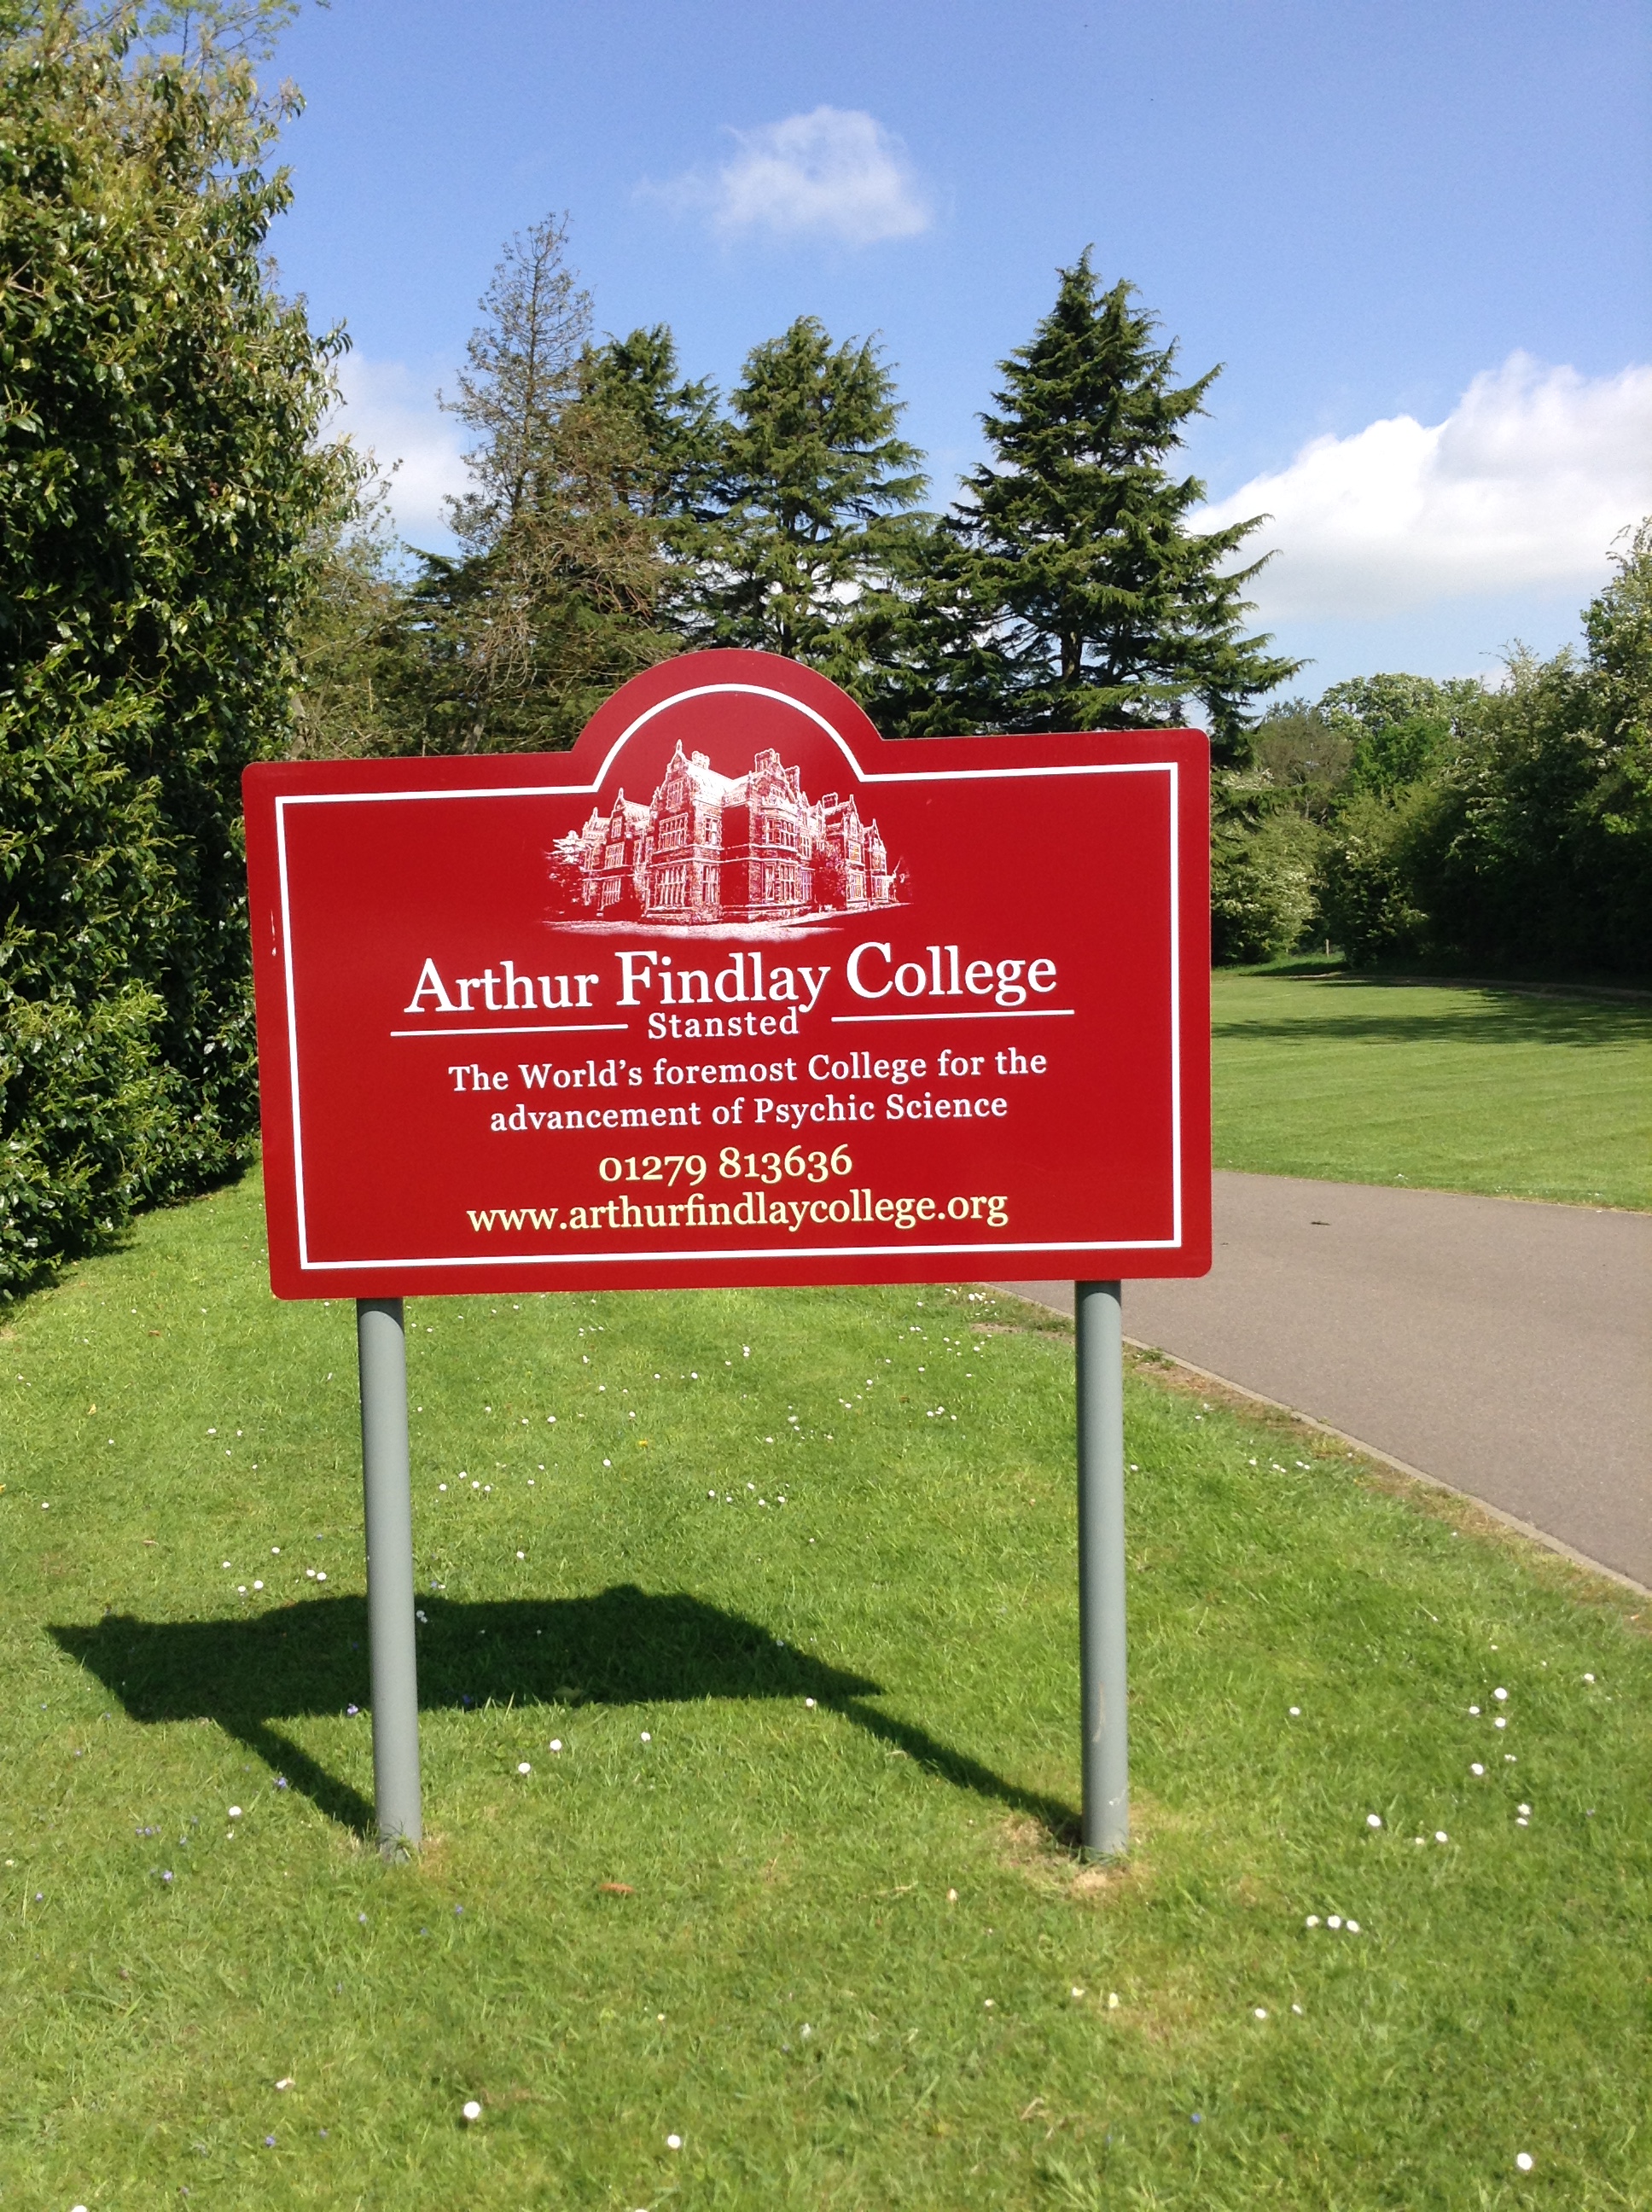 Arthur Findlay College
Stansted
The World's foremost College for the
advancement of Psychic Science
01279 813636
www.arthurfindlaycollege.org